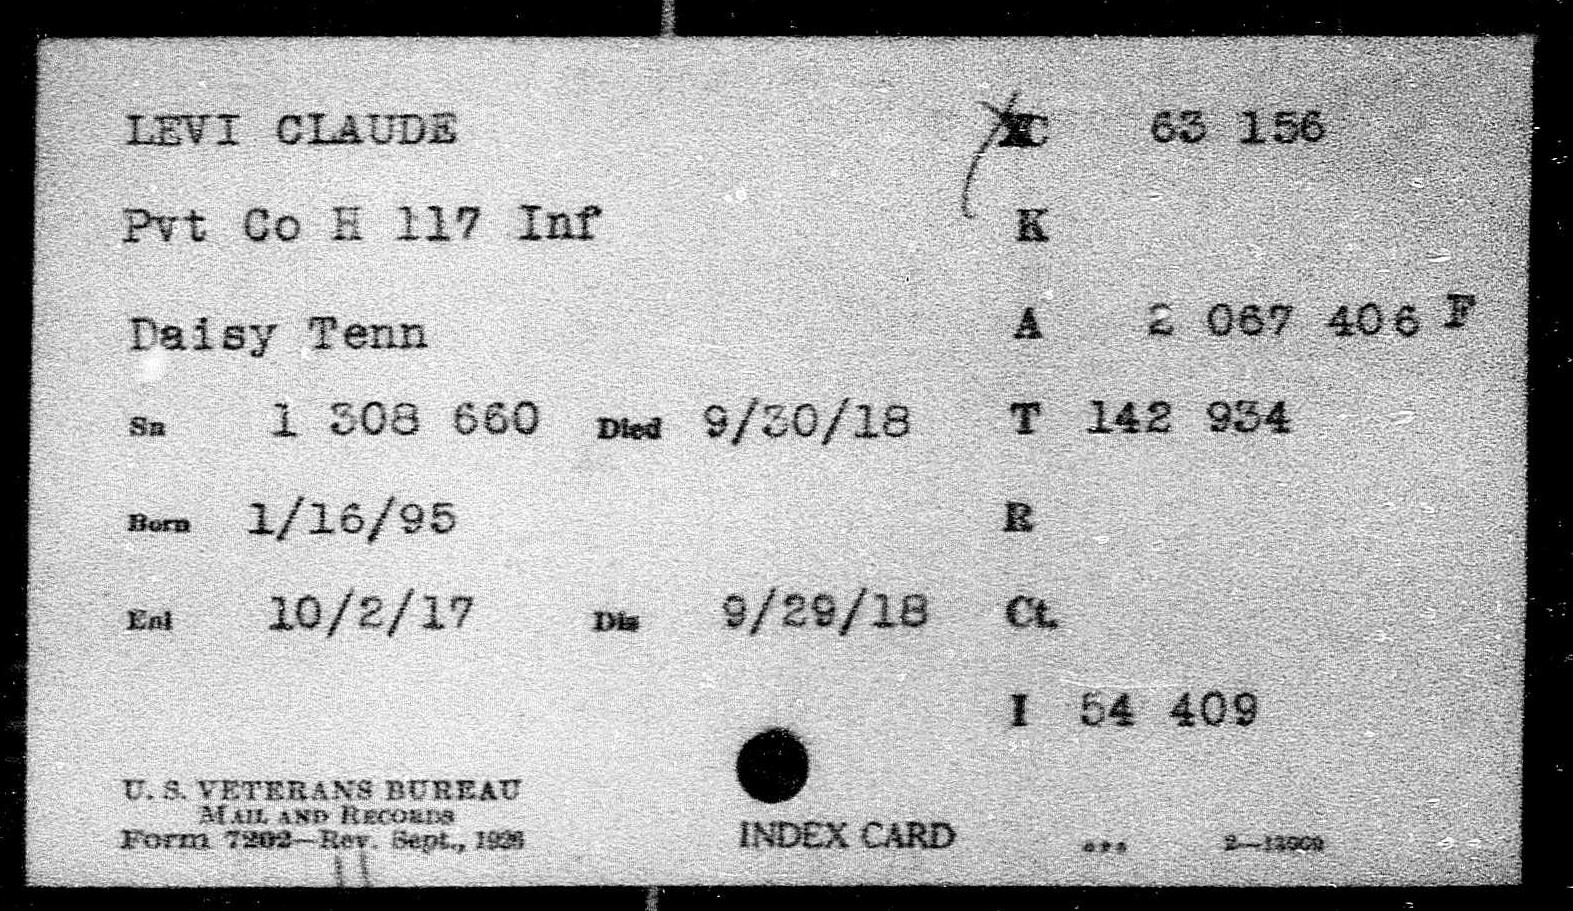 LEVI CLAUDE XC 63 156
Pvt Co H 117 Inf K
Daisy Tenn A 2 067 406 F
Sn 1 308 660 Died 9/30/18 T 142 934
Born 1/16/95 R
Enl 10/2/17 Dis 9/29/18 Ct.
I 54 409
U. S. VETERANS BUREAU
MAIL AND RECORDS
Form 7202—Rev. Sept., 1926
INDEX CARD